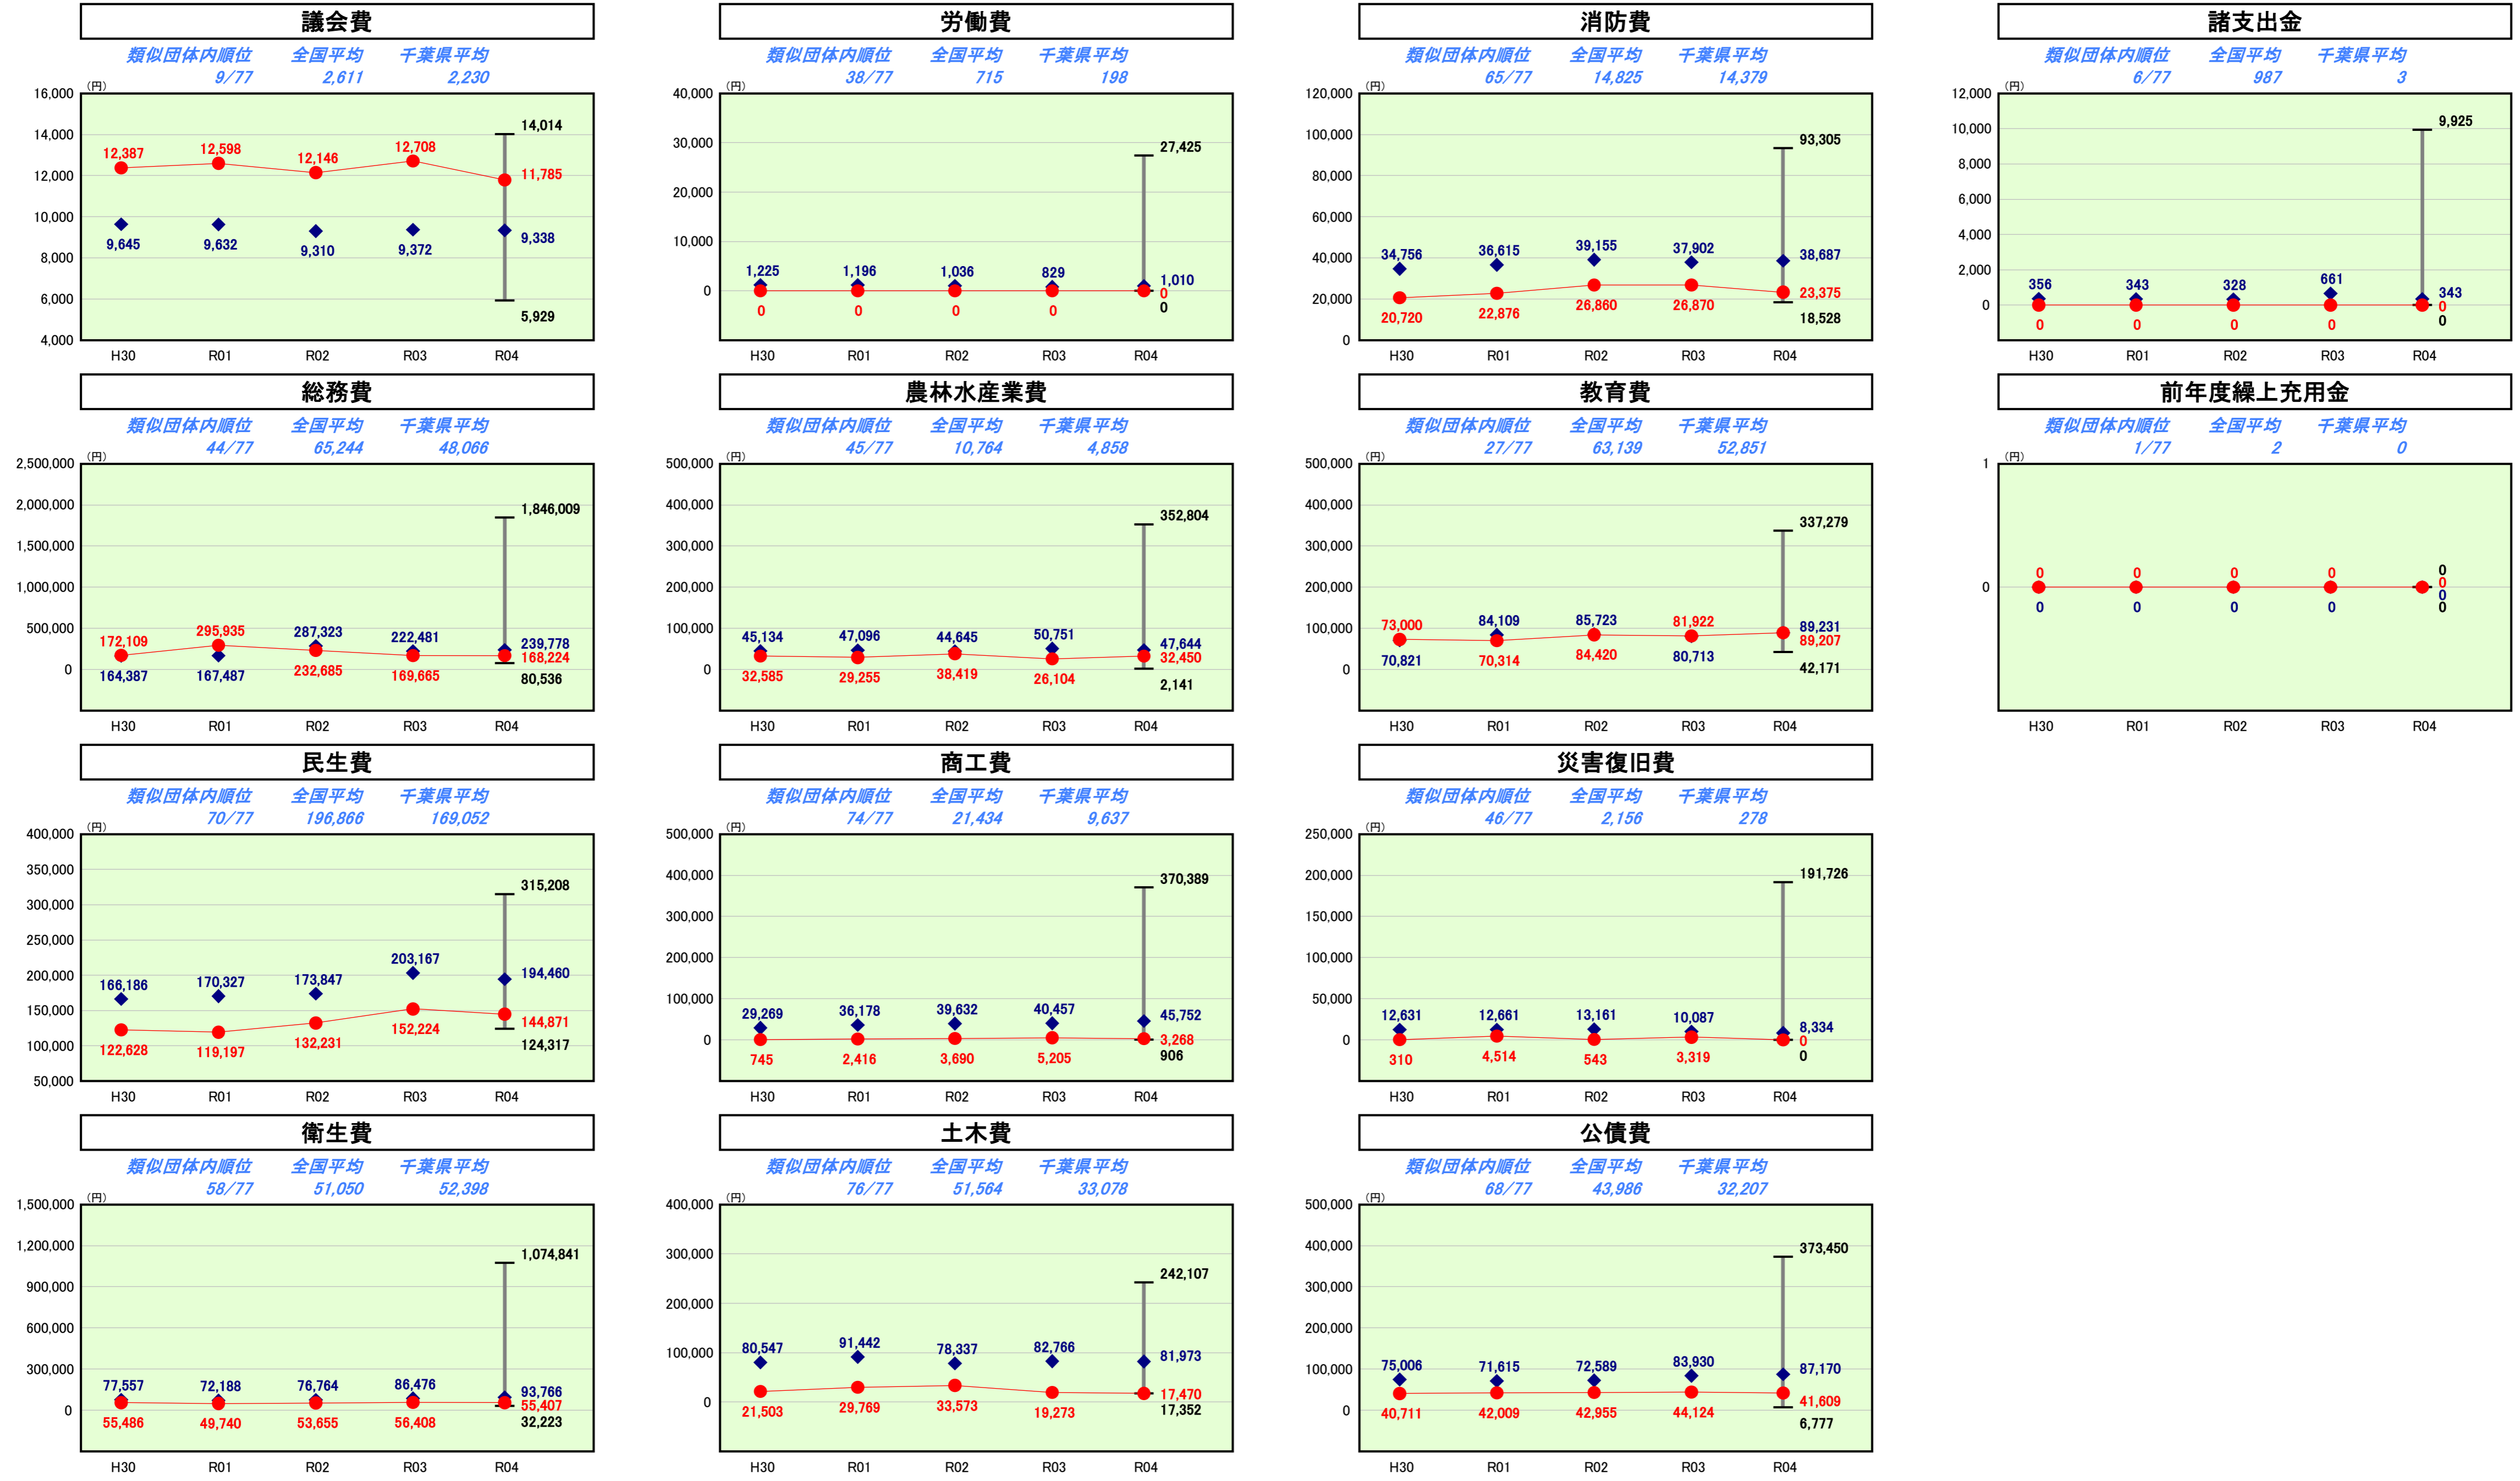 議会費
類似団体内順位 全国平均 千葉県平均
9/77 2,611 2,230
(円)
16,000
14,000
12,000
10,000
8,000
6,000
4,000
12,387 12,598 12,146 12,708 11,785
9,645 9,632 9,310 9,372 9,338
14,014
5,929
H30 R01 R02 R03 R04
労働費
類似団体内順位 全国平均 千葉県平均
38/77 715 198
(円)
40,000
30,000
20,000
10,000
0
1,225 1,196 1,036 829 1,010
0 0 0 0 0
27,425
0
H30 R01 R02 R03 R04
消防費
類似団体内順位 全国平均 千葉県平均
65/77 14,825 14,379
(円)
120,000
100,000
80,000
60,000
40,000
20,000
0
34,756 36,615 39,155 37,902 38,687
20,720 22,876 26,860 26,870 23,375
93,305
18,528
H30 R01 R02 R03 R04
諸支出金
類似団体内順位 全国平均 千葉県平均
6/77 987 3
(円)
12,000
10,000
8,000
6,000
4,000
2,000
0
356 343 328 661 343
0 0 0 0 0
9,925
0
H30 R01 R02 R03 R04
総務費
類似団体内順位 全国平均 千葉県平均
44/77 65,244 48,066
(円)
2,500,000
2,000,000
1,500,000
1,000,000
500,000
0
172,109 295,935 287,323 222,481 239,778
164,387 167,487 232,685 169,665 168,224
1,846,009
80,536
H30 R01 R02 R03 R04
農林水産業費
類似団体内順位 全国平均 千葉県平均
45/77 10,764 4,858
(円)
500,000
400,000
300,000
200,000
100,000
0
45,134 47,096 44,645 50,751 47,644
32,585 29,255 38,419 26,104 32,450
352,804
2,141
H30 R01 R02 R03 R04
教育費
類似団体内順位 全国平均 千葉県平均
27/77 63,139 52,851
(円)
500,000
400,000
300,000
200,000
100,000
0
73,000 84,109 85,723 81,922 89,231
70,821 70,314 84,420 80,713 89,207
337,279
42,171
H30 R01 R02 R03 R04
前年度繰上充用金
類似団体内順位 全国平均 千葉県平均
1/77 2 0
(円)
1
0
0 0 0 0 0
0 0 0 0 0
0
0
H30 R01 R02 R03 R04
民生費
類似団体内順位 全国平均 千葉県平均
70/77 196,866 169,052
(円)
400,000
350,000
300,000
250,000
200,000
150,000
100,000
50,000
166,186 170,327 173,847 203,167 194,460
122,628 119,197 132,231 152,224 144,871
315,208
124,317
H30 R01 R02 R03 R04
商工費
類似団体内順位 全国平均 千葉県平均
74/77 21,434 9,637
(円)
500,000
400,000
300,000
200,000
100,000
0
29,269 36,178 39,632 40,457 45,752
745 2,416 3,690 5,205 3,268
370,389
906
H30 R01 R02 R03 R04
災害復旧費
類似団体内順位 全国平均 千葉県平均
46/77 2,156 278
(円)
250,000
200,000
150,000
100,000
50,000
0
12,631 12,661 13,161 10,087 8,334
310 4,514 543 3,319 0
191,726
0
H30 R01 R02 R03 R04
衛生費
類似団体内順位 全国平均 千葉県平均
58/77 51,050 52,398
(円)
1,500,000
1,200,000
900,000
600,000
300,000
0
77,557 72,188 76,764 86,476 93,766
55,486 49,740 53,655 56,408 55,407
1,074,841
32,223
H30 R01 R02 R03 R04
土木費
類似団体内順位 全国平均 千葉県平均
76/77 51,564 33,078
(円)
400,000
300,000
200,000
100,000
0
80,547 91,442 78,337 82,766 81,973
21,503 29,769 33,573 19,273 17,470
242,107
17,352
H30 R01 R02 R03 R04
公債費
類似団体内順位 全国平均 千葉県平均
68/77 43,986 32,207
(円)
500,000
400,000
300,000
200,000
100,000
0
75,006 71,615 72,589 83,930 87,170
40,711 42,009 42,955 44,124 41,609
373,450
6,777
H30 R01 R02 R03 R04